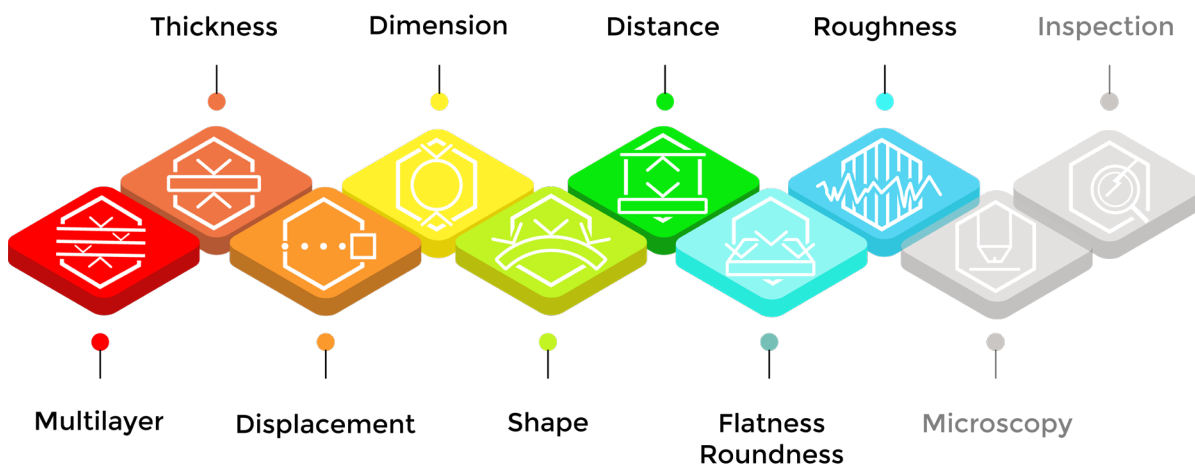 Thickness
Dimension
Distance
Roughness
Inspection
Multilayer
Displacement
Shape
Flatness
Roundness
Microscopy